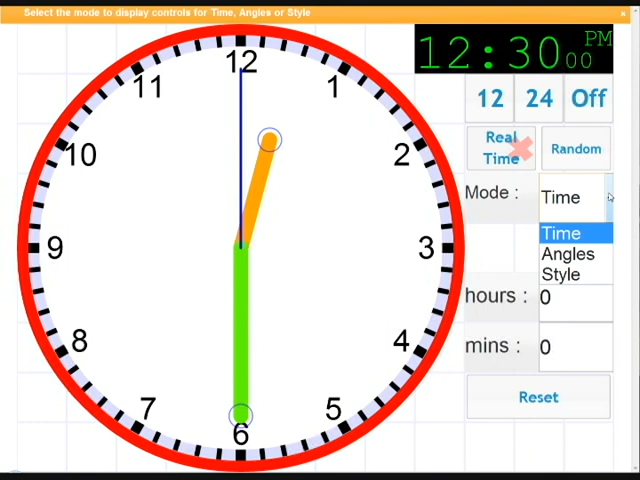 Select the mode to display controls for Time, Angles or Style
×
12:30 00 PM
12 24 Off
Real Time
Random
Mode :
Time
Time
Angles
Style
hours : 0
mins : 0
Reset
12
1
2
3
4
5
6
7
8
9
10
11